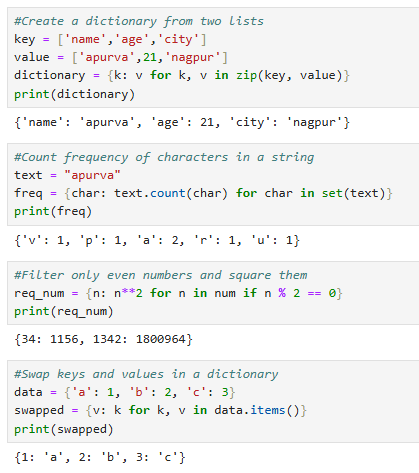 #Create a dictionary from two lists
key = ['name','age','city']
value = ['apurva',21,'nagpur']
dictionary = {k: v for k, v in zip(key, value)}
print(dictionary)
{'name': 'apurva', 'age': 21, 'city': 'nagpur'}
#Count frequency of characters in a string
text = "apurva"
freq = {char: text.count(char) for char in set(text)}
print(freq)
{'v': 1, 'p': 1, 'a': 2, 'r': 1, 'u': 1}
#Filter only even numbers and square them
req_num = {n: n**2 for n in num if n % 2 == 0}
print(req_num)
{34: 1156, 1342: 1800964}
#Swap keys and values in a dictionary
data = {'a': 1, 'b': 2, 'c': 3}
swapped = {v: k for k, v in data.items()}
print(swapped)
{1: 'a', 2: 'b', 3: 'c'}